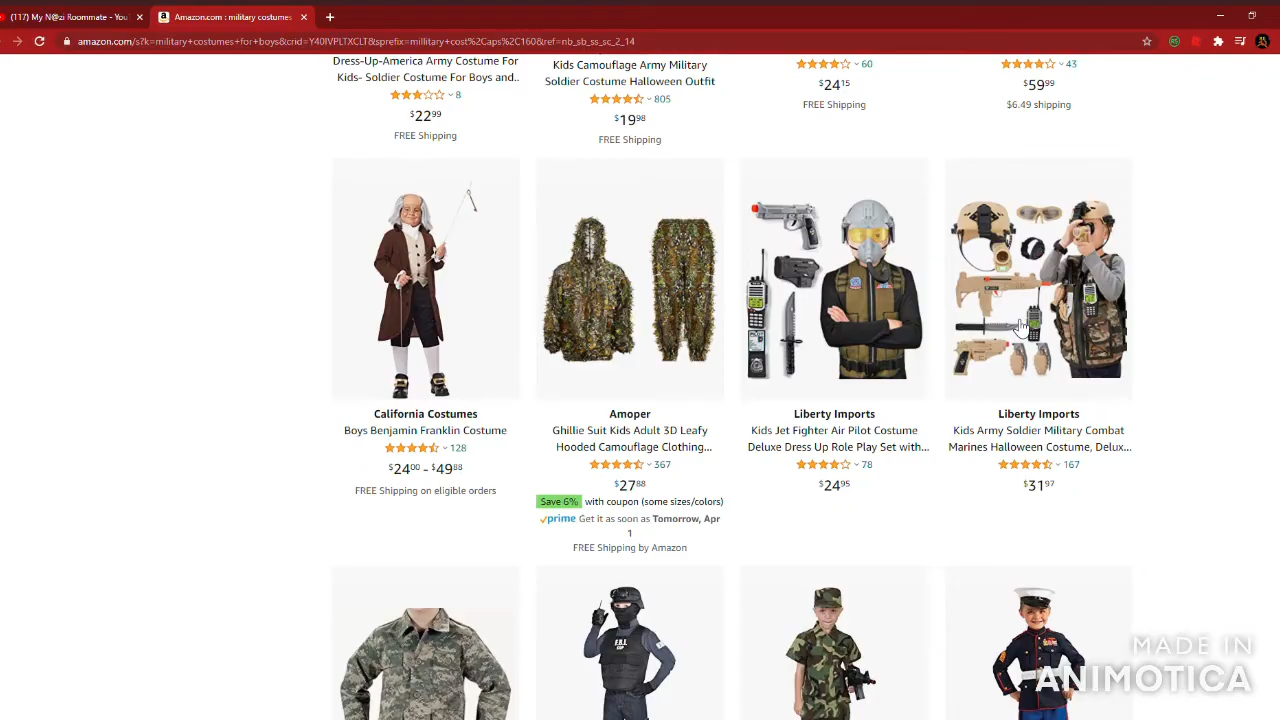 (117) My N@zi Roommate - You
Amazon.com : military costumes
amazon.com/s?k=military+costumes+for+boys&crid=Y40IVPLTXCLT&sprefix=millitary+cost%2Caps%2C160&ref=nb_sb_ss_sc_2_14
Dress-Up-America Army Costume For
Kids- Soldier Costume For Boys and..
8
$22.99
FREE Shipping
Kids Camouflage Army Military
Soldier Costume Halloween Outfit
805
$19.98
FREE Shipping
60
$24.15
FREE Shipping
43
$59.99
$6.49 shipping
California Costumes
Boys Benjamin Franklin Costume
128
$24.00 - $49.88
FREE Shipping on eligible orders
Amoper
Ghillie Suit Kids Adult 3D Leafy
Hooded Camouflage Clothing...
367
$27.88
Save 6% with coupon (some sizes/colors)
prime Get it as soon as Tomorrow, Apr
1
FREE Shipping by Amazon
Liberty Imports
Kids Jet Fighter Air Pilot Costume
Deluxe Dress Up Role Play Set with...
78
$24.95
Liberty Imports
Kids Army Soldier Military Combat
Marines Halloween Costume, Delux...
167
$31.97
F.B.I.
MADE IN
ANIMOTICA